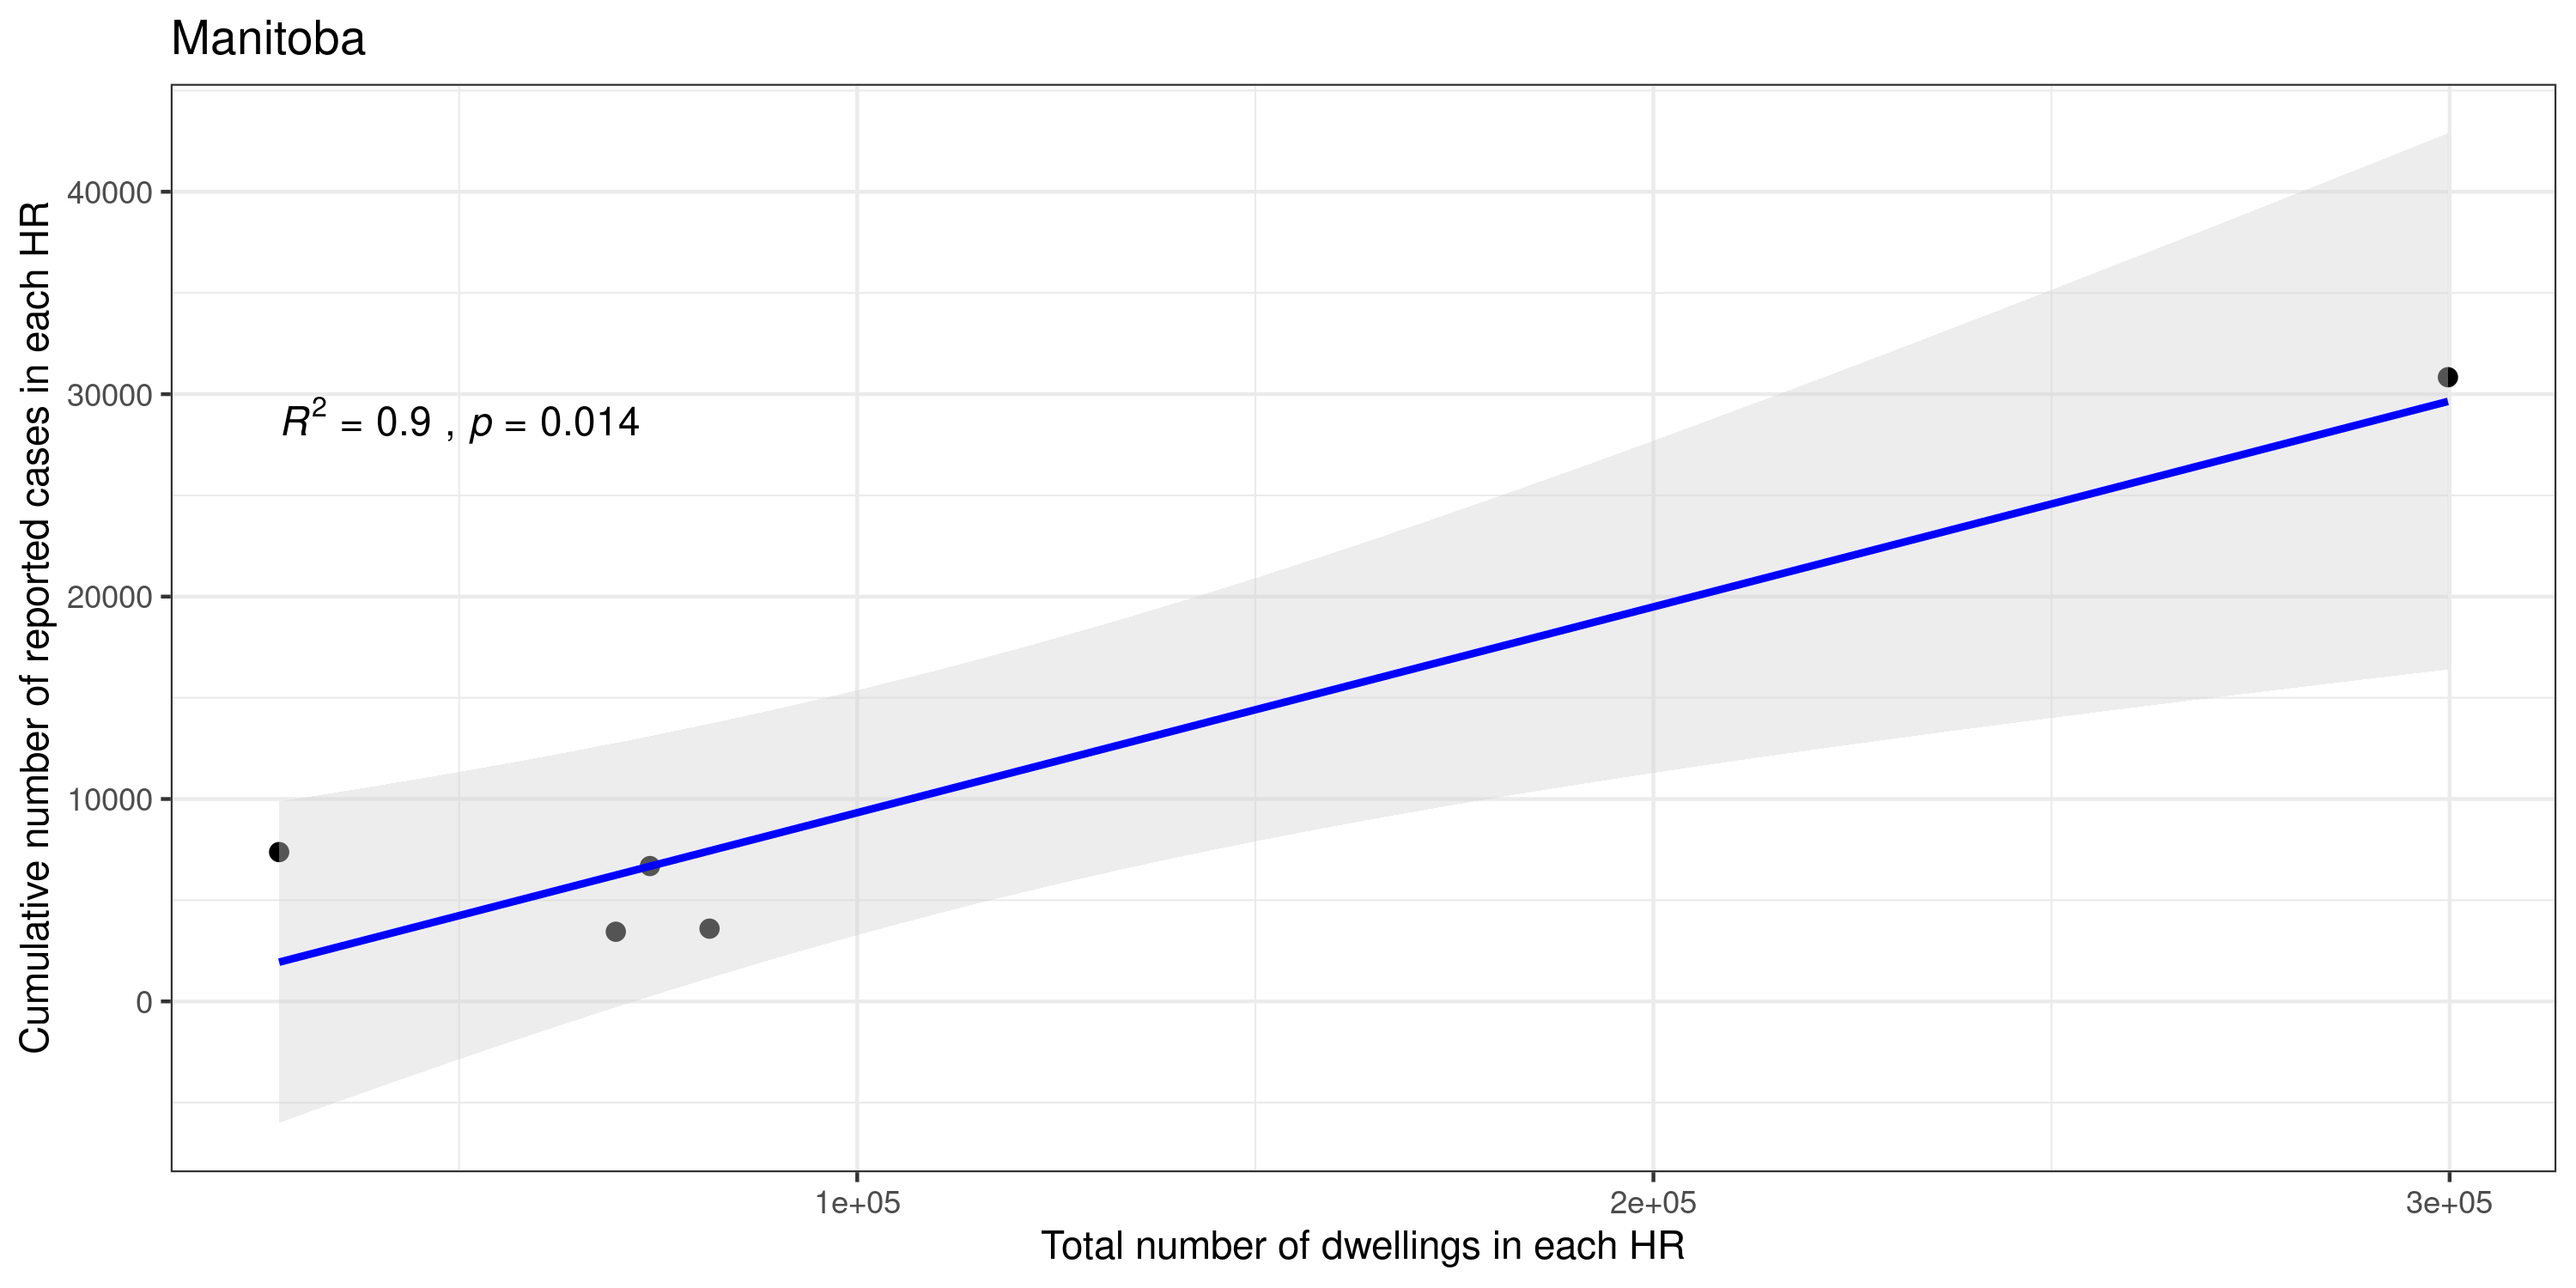 Manitoba
Cumulative number of reported cases in each HR
40000
30000
20000
10000
0
R² = 0.9 , p = 0.014
1e+05
2e+05
3e+05
Total number of dwellings in each HR